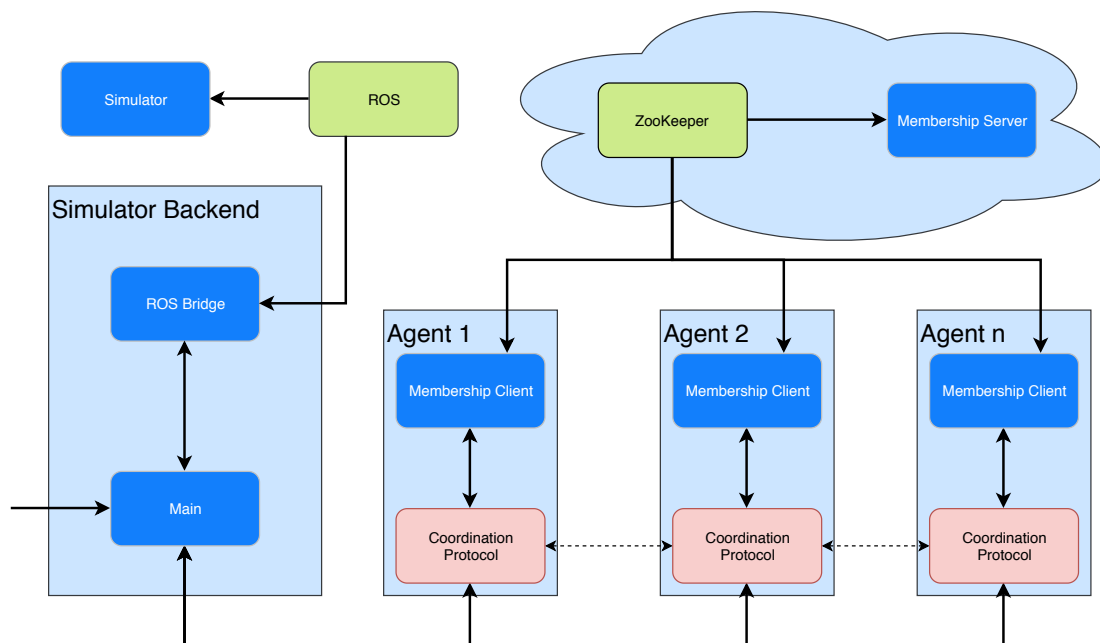 Simulator
ROS
ZooKeeper
Membership Server
Simulator Backend
ROS Bridge
Main
Agent 1
Membership Client
Coordination
Protocol
Agent 2
Membership Client
Coordination
Protocol
Agent n
Membership Client
Coordination
Protocol